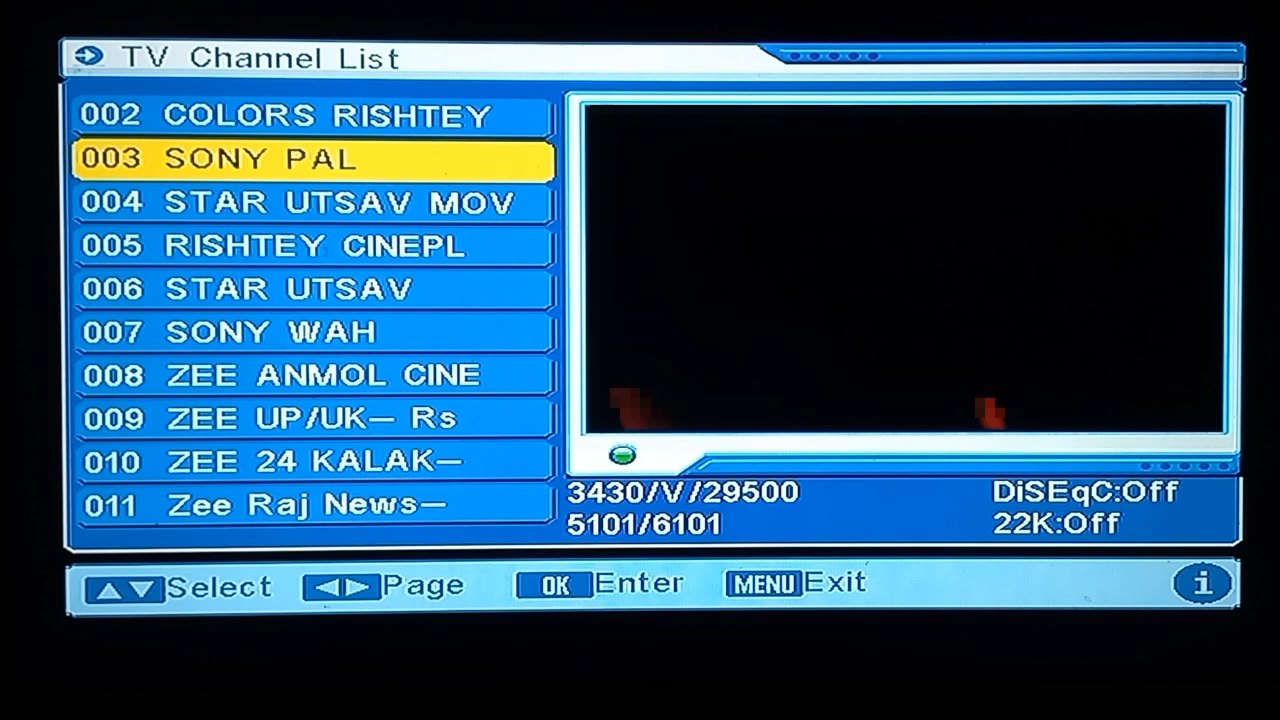 TV Channel List
002 COLORS RISHTEY
003 SONY PAL
004 STAR UTSAV MOV
005 RISHTEY CINEPL
006 STAR UTSAV
007 SONY WAH
008 ZEE ANMOL CINE
009 ZEE UP/UK– Rs
010 ZEE 24 KALAK–
011 Zee Raj News–
3430/V/29500 DiSEqC:Off
5101/6101 22K:Off
Select Page OK Enter MENU Exit i